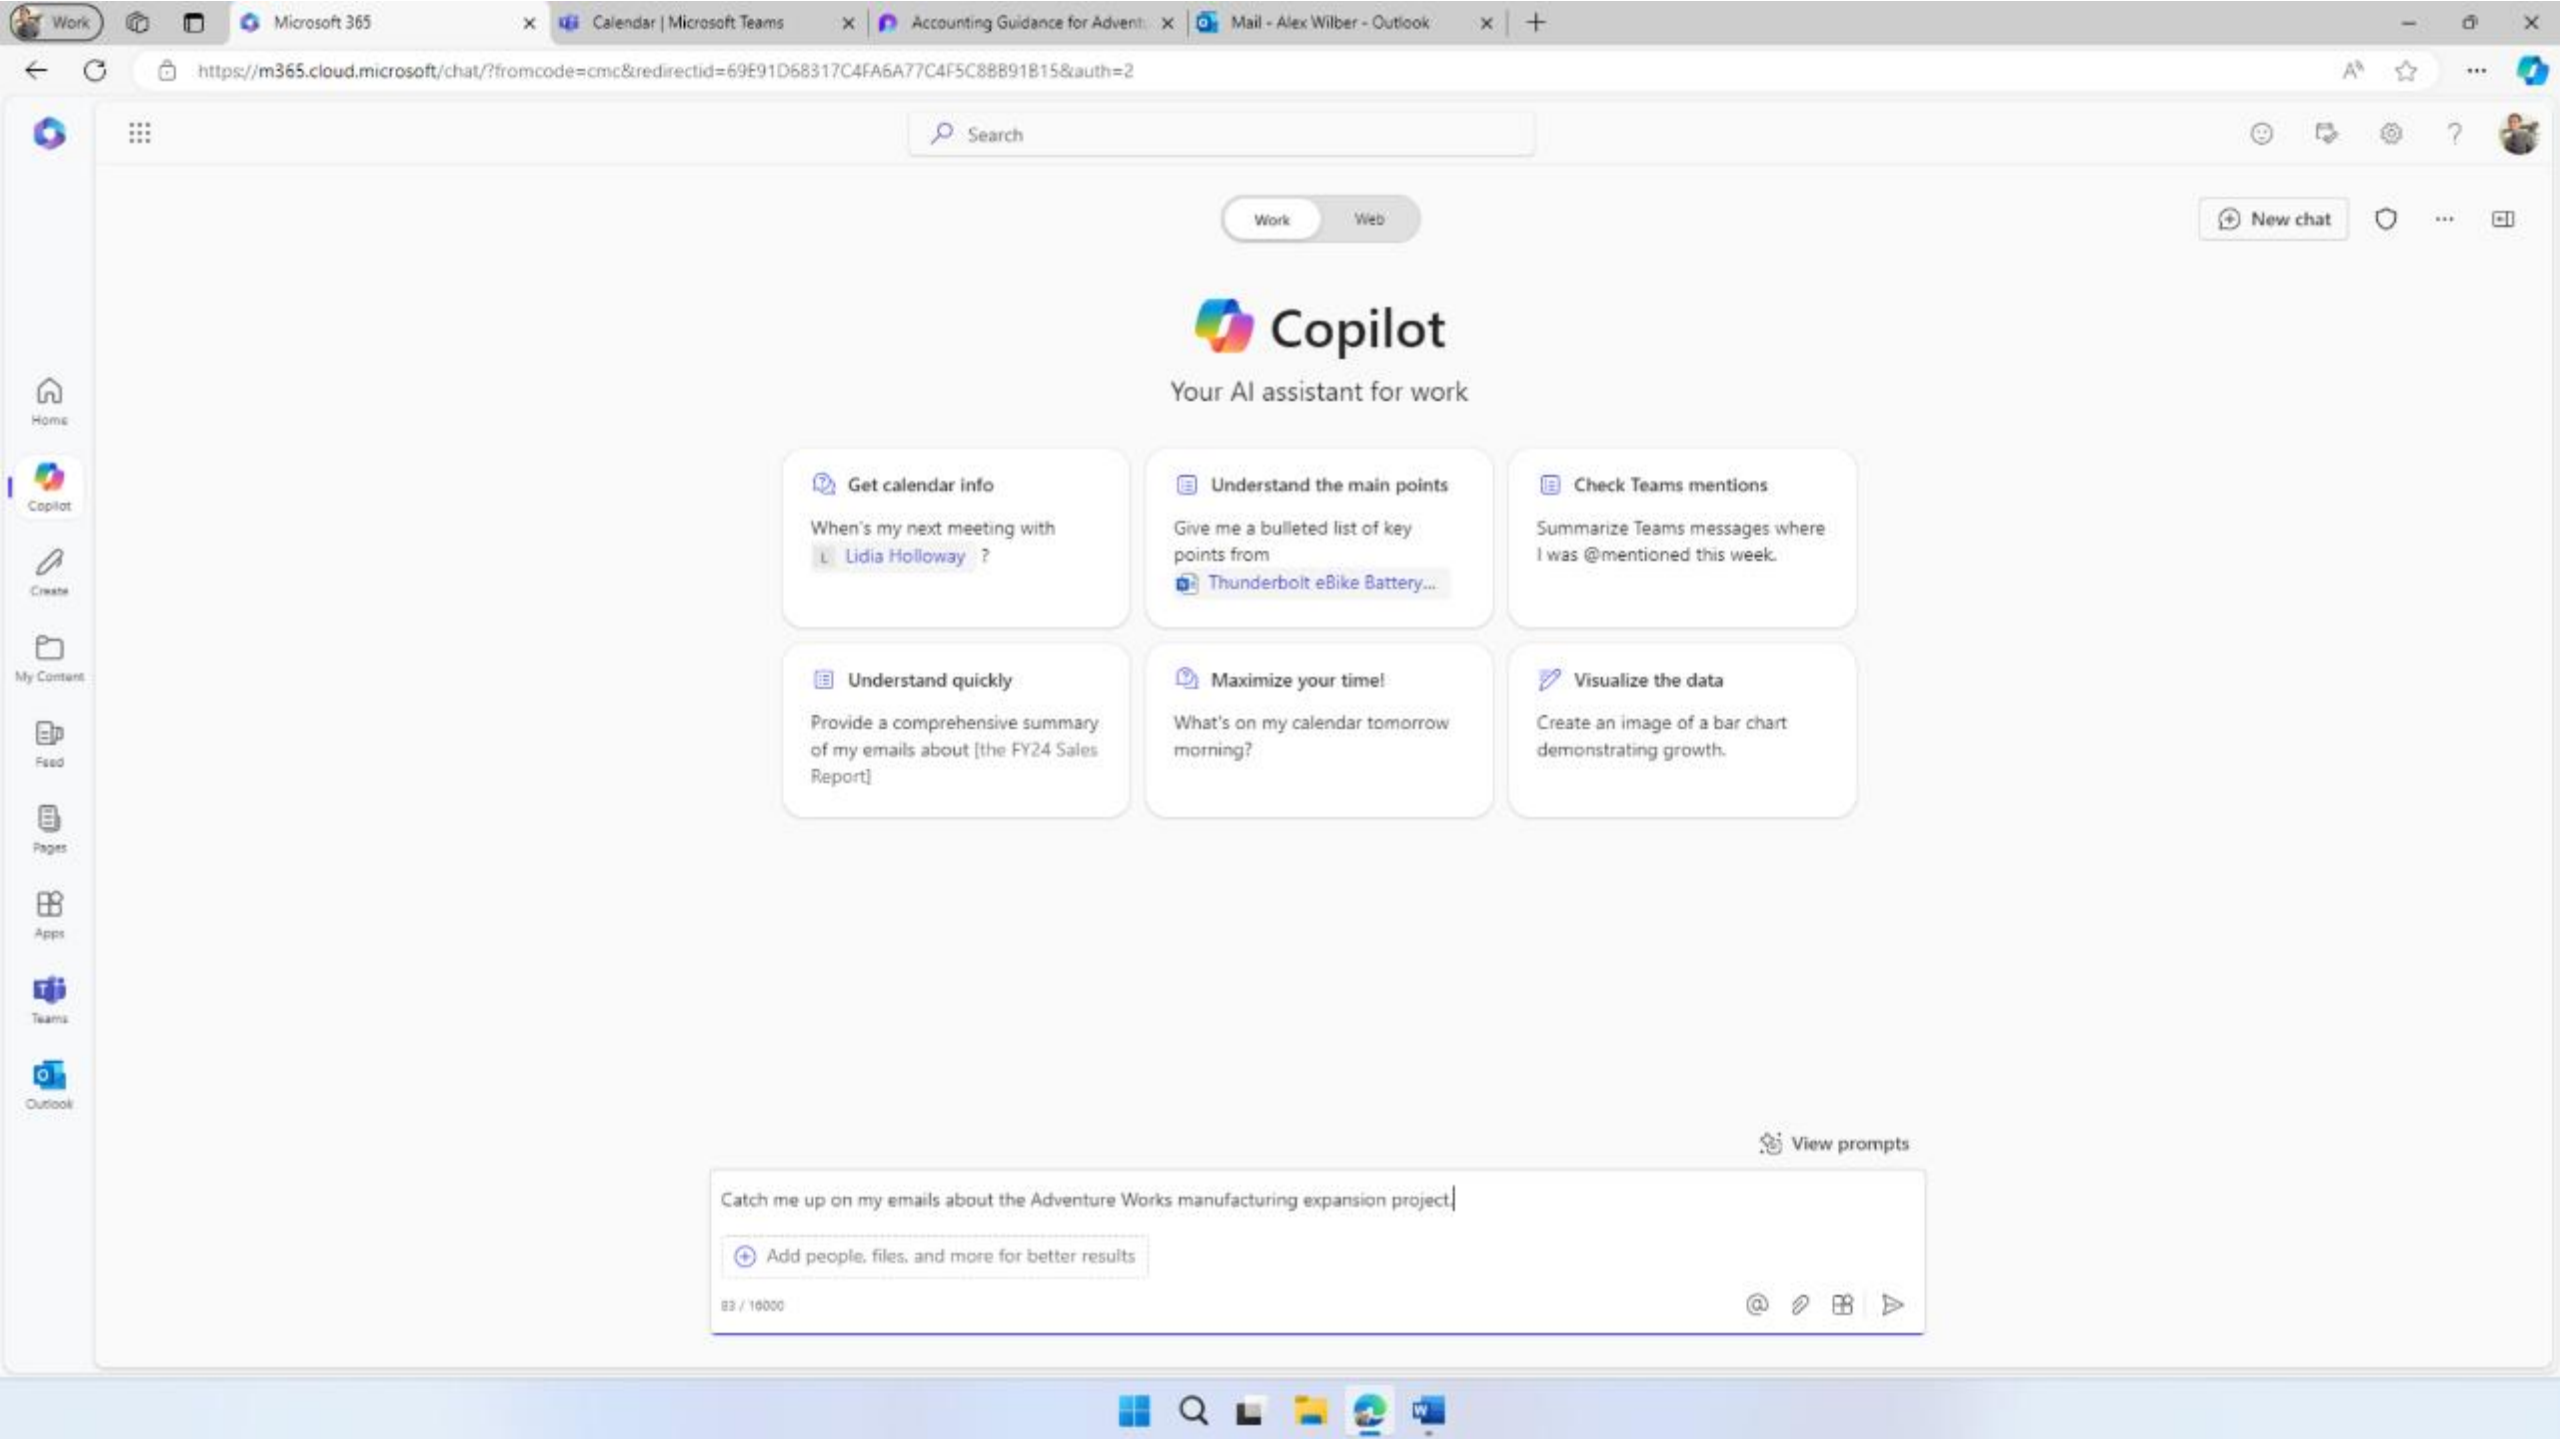 Work
Microsoft 365
Calendar | Microsoft Teams
Accounting Guidance for Advent
Mail - Alex Wilber - Outlook
https://m365.cloud.microsoft/chat/?fromcode=cmc&redirectid=69E91D68317C4FA6A77C4F5C8BB91B15&auth=2
Search
Work
Web
New chat
Copilot
Your AI assistant for work
Home
Copilot
Create
My Content
Feed
Pages
Apps
Teams
Outlook
Get calendar info
When's my next meeting with
L Lidia Holloway ?
Understand the main points
Give me a bulleted list of key
points from
Thunderbolt eBike Battery...
Check Teams mentions
Summarize Teams messages where
I was @mentioned this week.
Understand quickly
Provide a comprehensive summary
of my emails about [the FY24 Sales
Report]
Maximize your time!
What's on my calendar tomorrow
morning?
Visualize the data
Create an image of a bar chart
demonstrating growth.
View prompts
Catch me up on my emails about the Adventure Works manufacturing expansion project.
Add people, files, and more for better results
83 / 16000